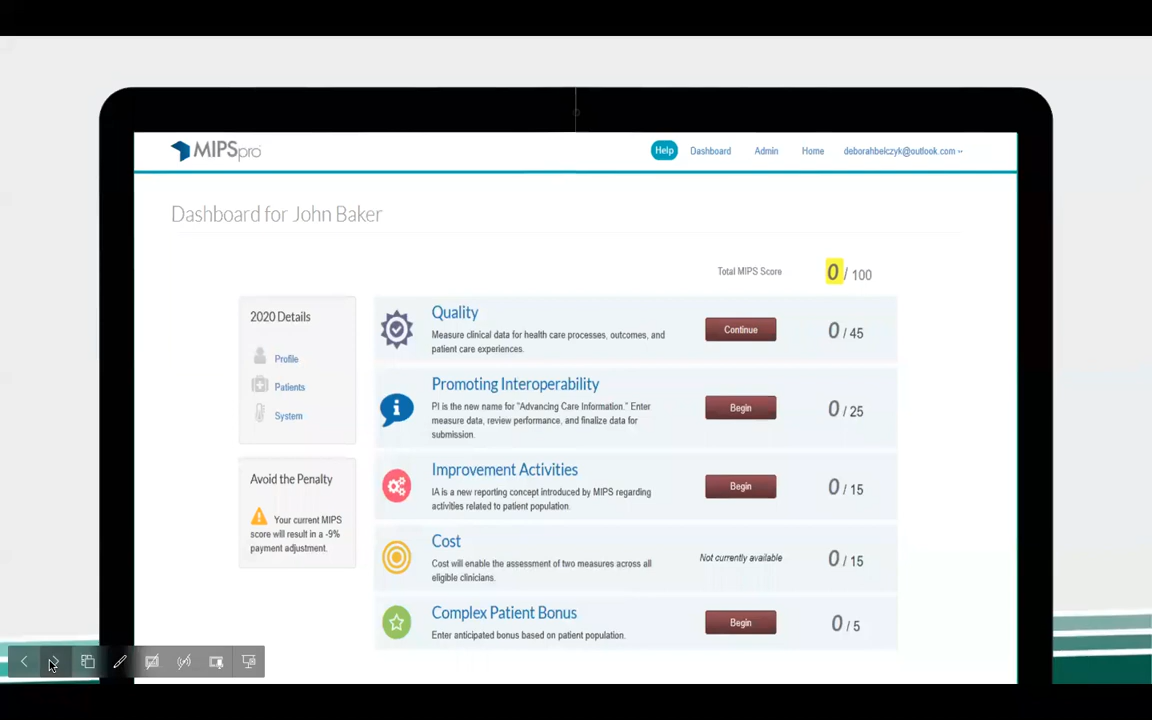 MIPSpro
Help Dashboard Admin Home deborahbelczyk@outlook.com
Dashboard for John Baker
Total MIPS Score 0 / 100
2020 Details
Profile
Patients
System
Avoid the Penalty
Your current MIPS
score will result in a -9%
payment adjustment.
Quality
Measure clinical data for health care processes, outcomes, and
patient care experiences.
Continue
0 / 45
Promoting Interoperability
PI is the new name for "Advancing Care Information." Enter
measure data, review performance, and finalize data for
submission.
Begin
0 / 25
Improvement Activities
IA is a new reporting concept introduced by MIPS regarding
activities related to patient population.
Begin
0 / 15
Cost
Cost will enable the assessment of two measures across all
eligible clinicians.
Not currently available
0 / 15
Complex Patient Bonus
Enter anticipated bonus based on patient population.
Begin
0 / 5